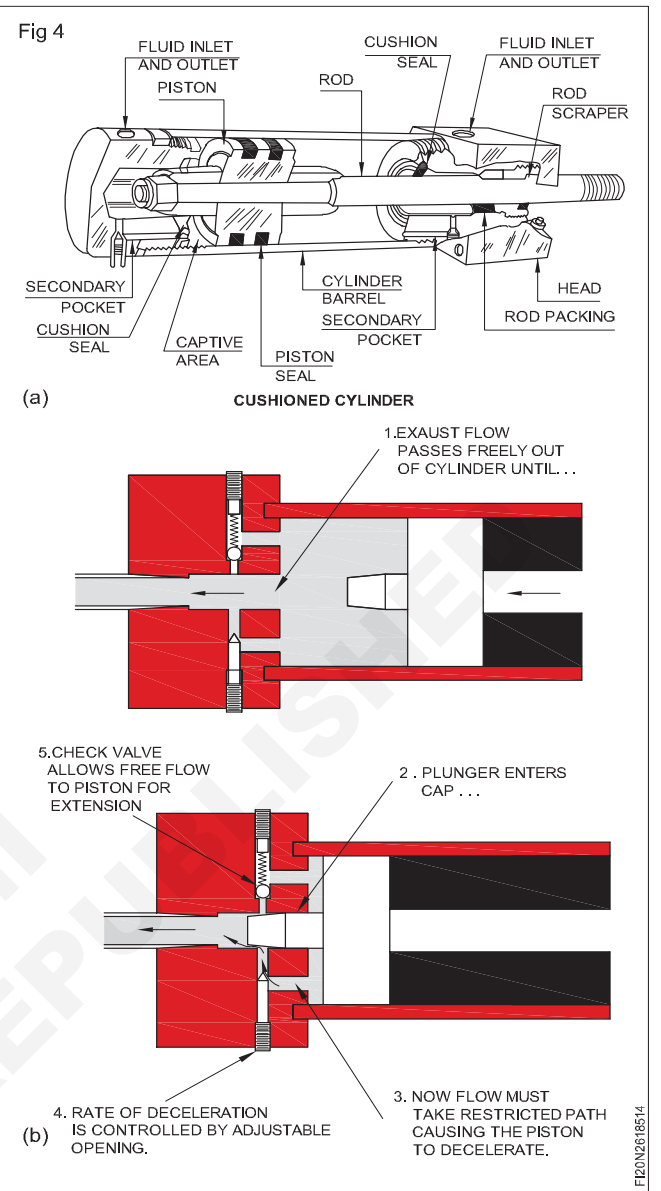 Fig 4
FLUID INLET
AND OUTLET
PISTON
ROD
CUSHION
SEAL
FLUID INLET
AND OUTLET
ROD
SCRAPER
SECONDARY
POCKET
CUSHION
SEAL
CAPTIVE
AREA
PISTON
SEAL
CYLINDER
BARREL
SECONDARY
POCKET
HEAD
ROD PACKING
(a)
CUSHIONED CYLINDER
1.EXAUST FLOW
PASSES FREELY OUT
OF CYLINDER UNTIL. . .
5.CHECK VALVE
ALLOWS FREE FLOW
TO PISTON FOR
EXTENSION
2 . PLUNGER ENTERS
CAP . . .
4. RATE OF DECELERATION
IS CONTROLLED BY ADJUSTABLE
OPENING.
3. NOW FLOW MUST
TAKE RESTRICTED PATH
CAUSING THE PISTON
TO DECELERATE.
(b)
FI20N2618514
REPUBLISHED